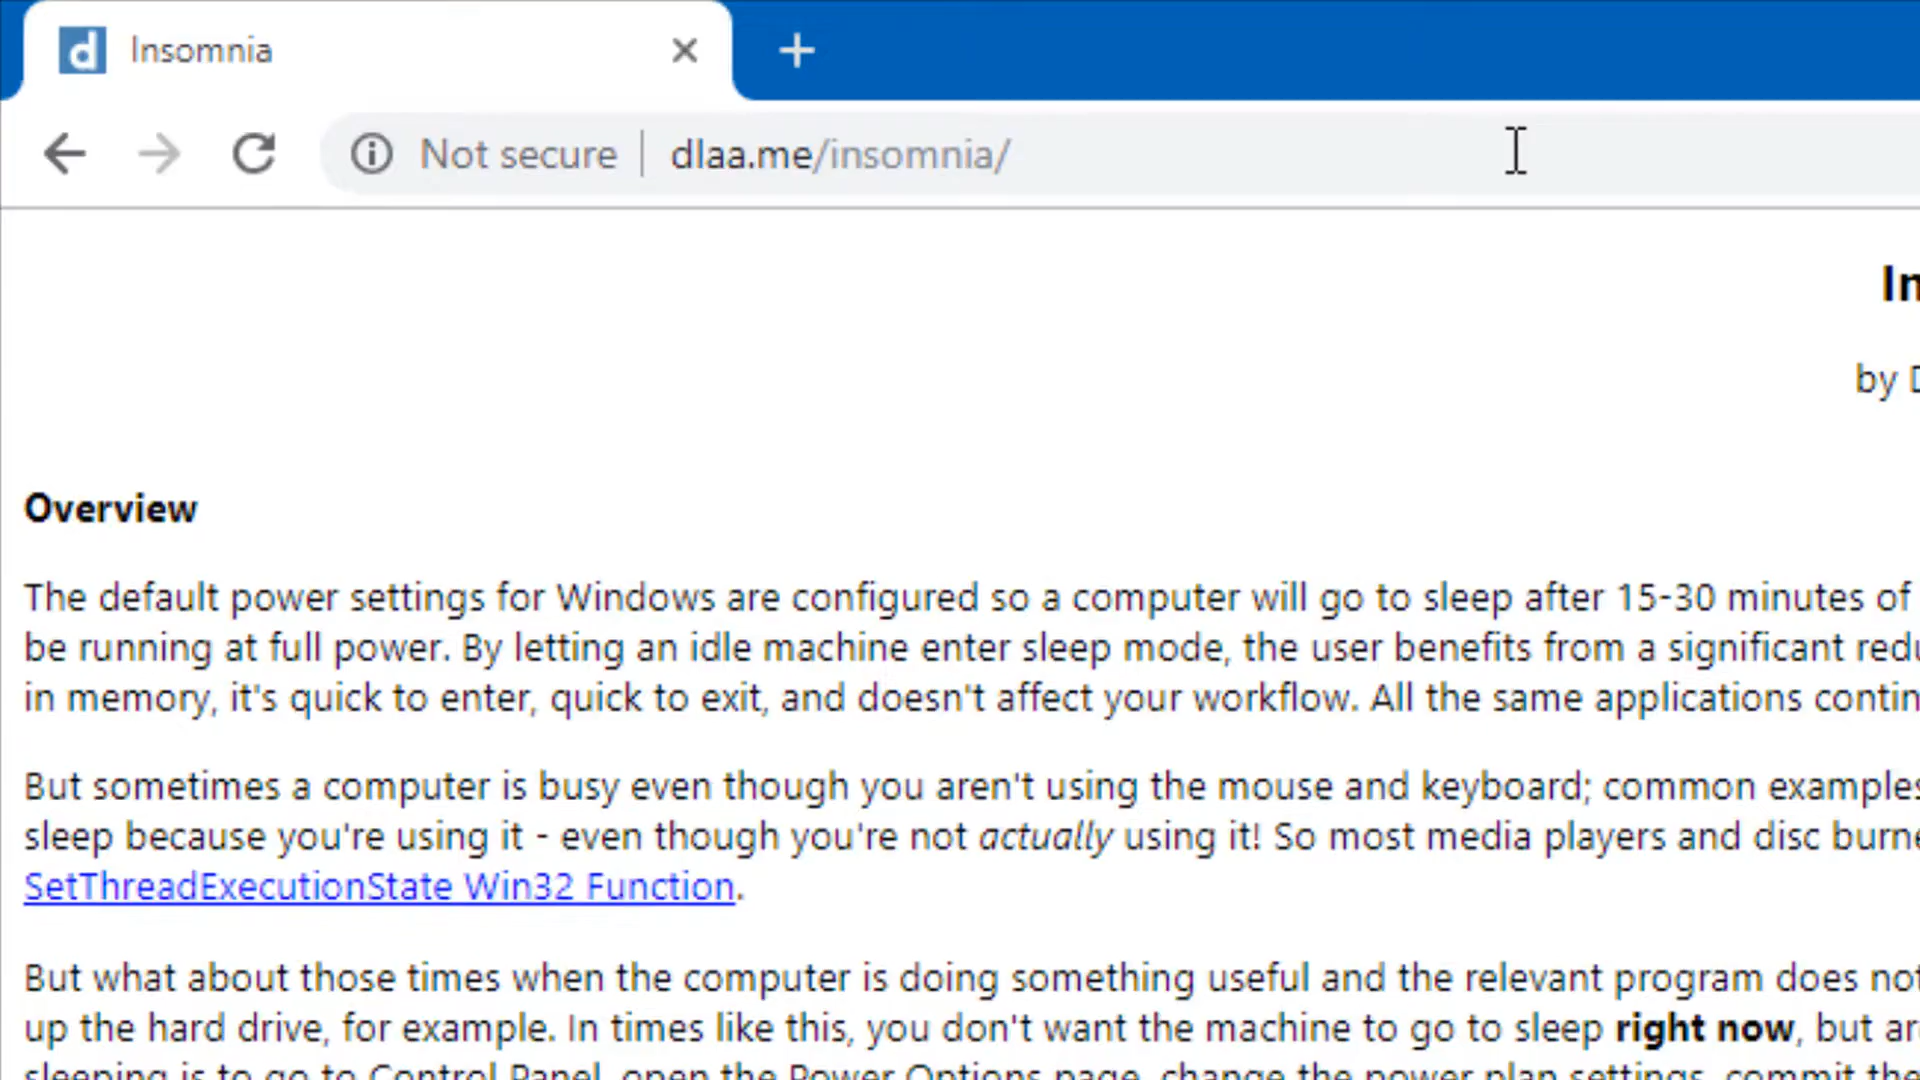 d Insomnia
Not secure dlaa.me/insomnia/
by
Overview
The default power settings for Windows are configured so a computer will go to sleep after 15-30 minutes of
be running at full power. By letting an idle machine enter sleep mode, the user benefits from a significant
in memory, it's quick to enter, quick to exit, and doesn't affect your workflow. All the same applications
But sometimes a computer is busy even though you aren't using the mouse and keyboard; common examples
sleep because you're using it - even though you're not actually using it! So most media players and disc
SetThreadExecutionState Win32 Function.
But what about those times when the computer is doing something useful and the relevant program does
up the hard drive, for example. In times like this, you don't want the machine to go to sleep right now, but
sleeping is to go to Control Panel, open the Power Options page, change the power plan settings, commit